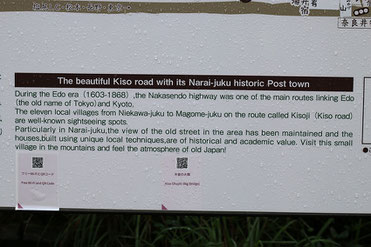 奈良井
The beautiful Kiso road with its Narai-juku historic Post town
During the Edo era (1603-1868) ,the Nakasendo highway was one of the main routes linking Edo
(the old name of Tokyo)and Kyoto.
The eleven local villages from Niekawa-juku to Magome-juku on the route called Kisoji (Kiso road)
are well-known sightseeing spots.
Particularly in Narai-juku,the view of the old street in the area has been maintained and the
houses,built using unique local techniques,are of historical and academic value. Visit this small
village in the mountains and feel the atmosphere of old Japan!